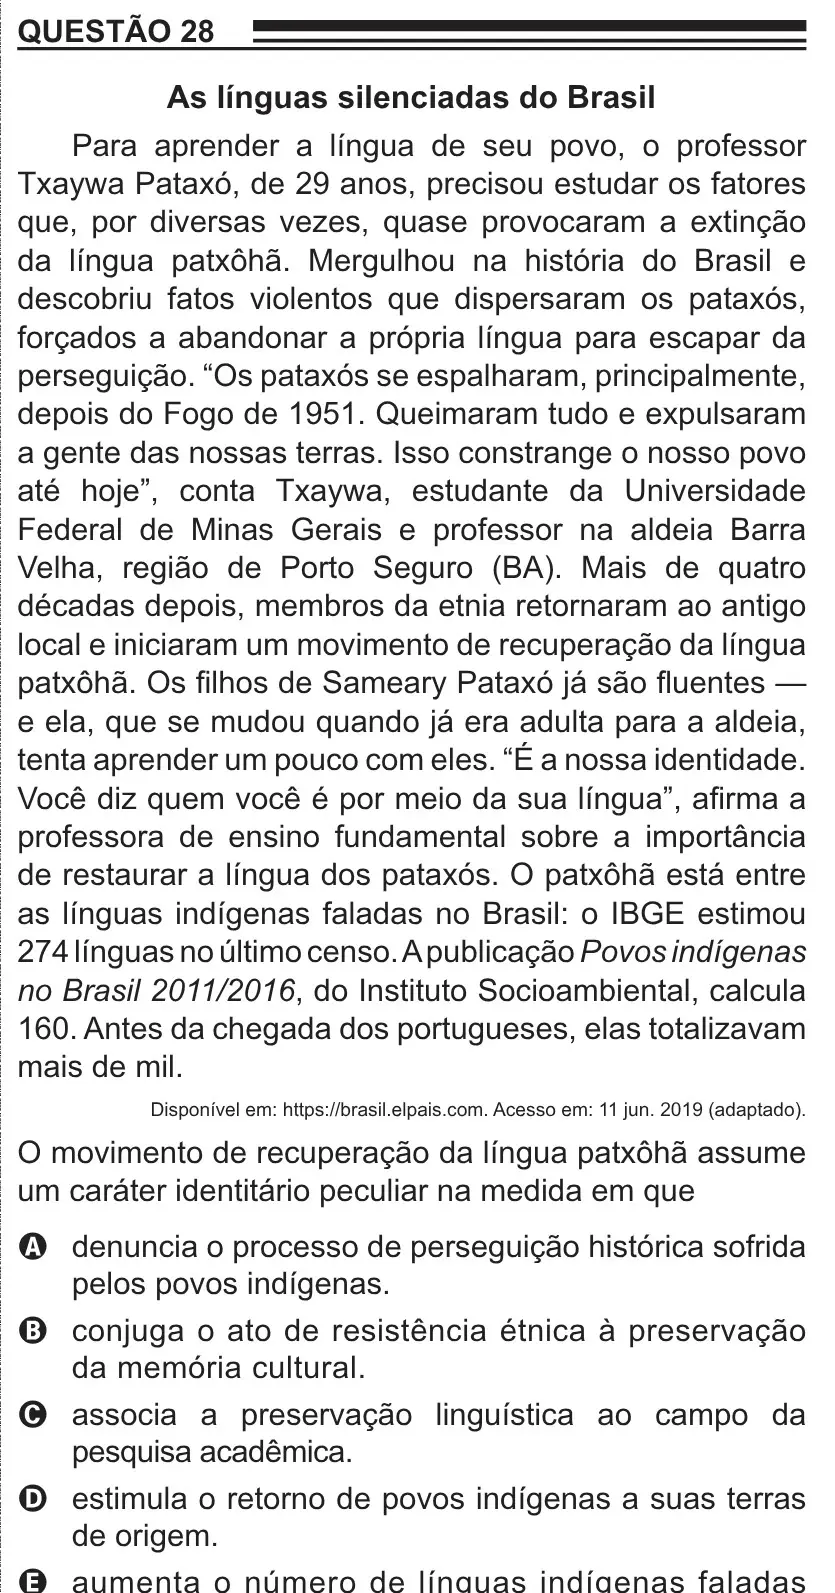 QUESTÃO 28
As línguas silenciadas do Brasil
Para aprender a língua de seu povo, o professor
Txaywa Pataxó, de 29 anos, precisou estudar os fatores
que, por diversas vezes, quase provocaram a extinção
da língua patxôhã. Mergulhou na história do Brasil e
descobriu fatos violentos que dispersaram os pataxós,
forçados a abandonar a própria língua para escapar da
perseguição. “Os pataxós se espalharam, principalmente,
depois do Fogo de 1951. Queimaram tudo e expulsaram
a gente das nossas terras. Isso constrange o nosso povo
até hoje”, conta Txaywa, estudante da Universidade
Federal de Minas Gerais e professor na aldeia Barra
Velha, região de Porto Seguro (BA). Mais de quatro
décadas depois, membros da etnia retornaram ao antigo
local e iniciaram um movimento de recuperação da língua
patxôhã. Os filhos de Sameary Pataxó já são fluentes —
e ela, que se mudou quando já era adulta para a aldeia,
tenta aprender um pouco com eles. “É a nossa identidade.
Você diz quem você é por meio da sua língua”, afirma a
professora de ensino fundamental sobre a importância
de restaurar a língua dos pataxós. O patxôhã está entre
as línguas indígenas faladas no Brasil: o IBGE estimou
274 línguas no último censo. A publicação Povos indígenas
no Brasil 2011/2016, do Instituto Socioambiental, calcula
160. Antes da chegada dos portugueses, elas totalizavam
mais de mil.
Disponível em: https://brasil.elpais.com. Acesso em: 11 jun. 2019 (adaptado).
O movimento de recuperação da língua patxôhã assume
um caráter identitário peculiar na medida em que
A denuncia o processo de perseguição histórica sofrida
pelos povos indígenas.
B conjuga o ato de resistência étnica à preservação
da memória cultural.
C associa a preservação linguística ao campo da
pesquisa acadêmica.
D estimula o retorno de povos indígenas a suas terras
de origem.
E aumenta o número de línguas indígenas faladas